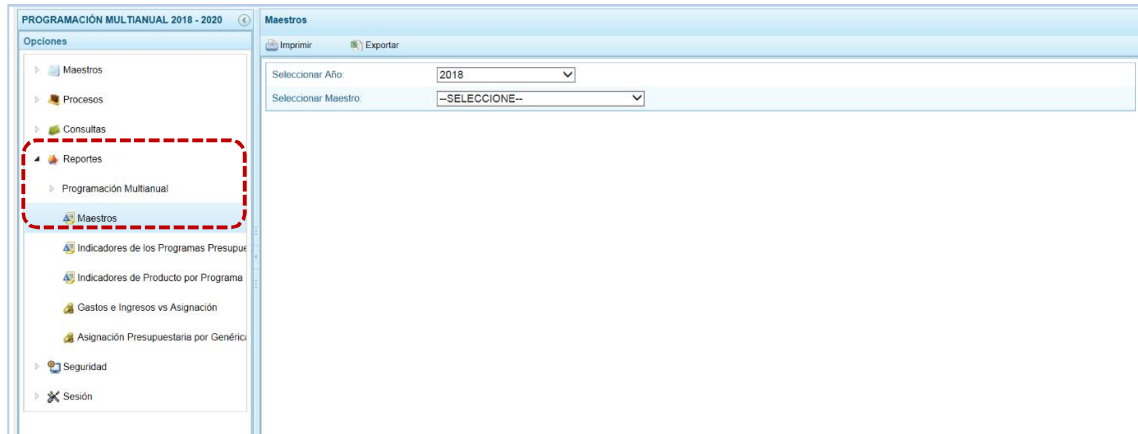 PROGRAMACIÓN MULTIANUAL 2018 - 2020
Opciones
Maestros
Procesos
Consultas
Reportes
Programación Multianual
Maestros
Indicadores de los Programas Presupue
Indicadores de Producto por Programa
Gastos e Ingresos vs Asignación
Asignación Presupuestaria por Genérica
Seguridad
Sesión
Maestros
Imprimir Exportar
Seleccionar Año: 2018
Seleccionar Maestro: --SELECCIONE--